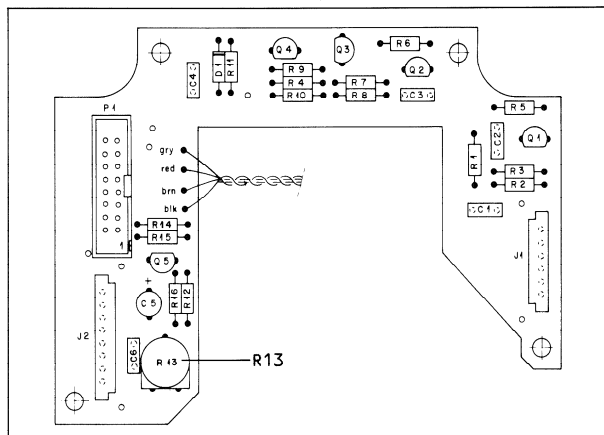 R6
Q4
Q3
Q2
C4
D1
R11
R9
R4
R10
R7
R8
C3
R5
P1
C2
Q1
R1
R3
R2
C1
gry
red
brn
blk
1
R14
R15
Q5
+
C5
R16
R12
J1
J2
C6
R13
R13